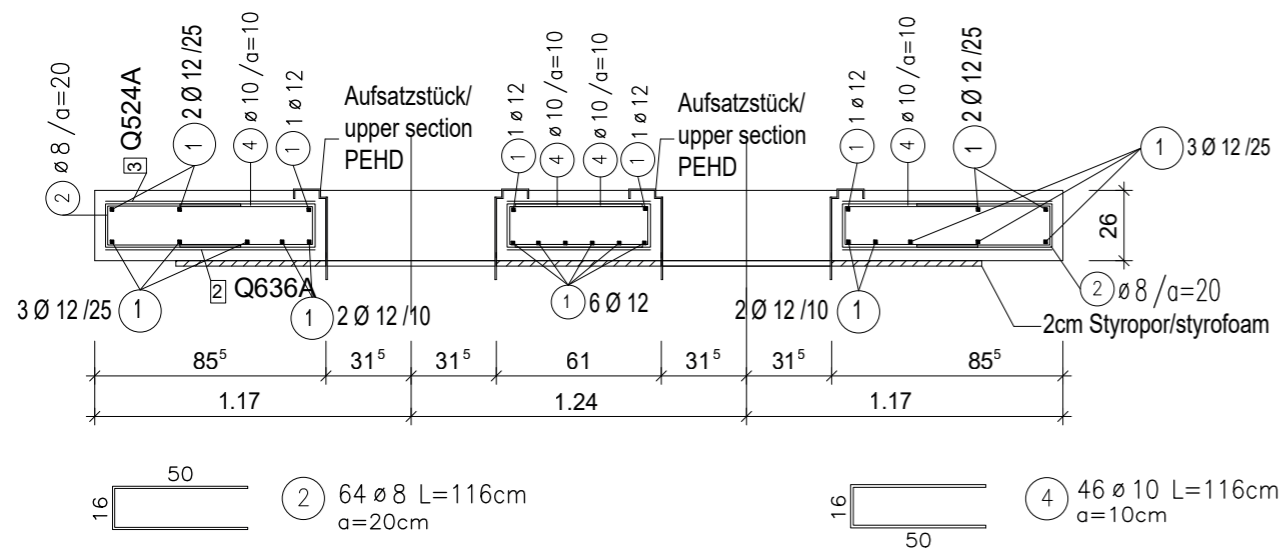 2 ø 8 /a=20
3 Q524A
1 2 Ø 12 /25
4 ø 10 /a=10
1 1 ø 12
Aufsatzstück/
upper section
PEHD
1 1 ø 12
4 ø 10 /a=10
4 ø 10 /a=10
1 1 ø 12
Aufsatzstück/
upper section
PEHD
1 1 ø 12
4 ø 10 /a=10
1 2 Ø 12 /25
1 3 Ø 12 /25
26
3 Ø 12 /25 1
2 Q636A
1 2 Ø 12 /10
1 6 Ø 12
2 Ø 12 /10 1
2 ø 8 /a=20
2cm Styropor/styrofoam
85⁵ 31⁵ 31⁵ 61 31⁵ 31⁵ 85⁵
1.17 1.24 1.17
50
16
2 64 ø 8 L=116cm
a=20cm
16
50
4 46 ø 10 L=116cm
a=10cm